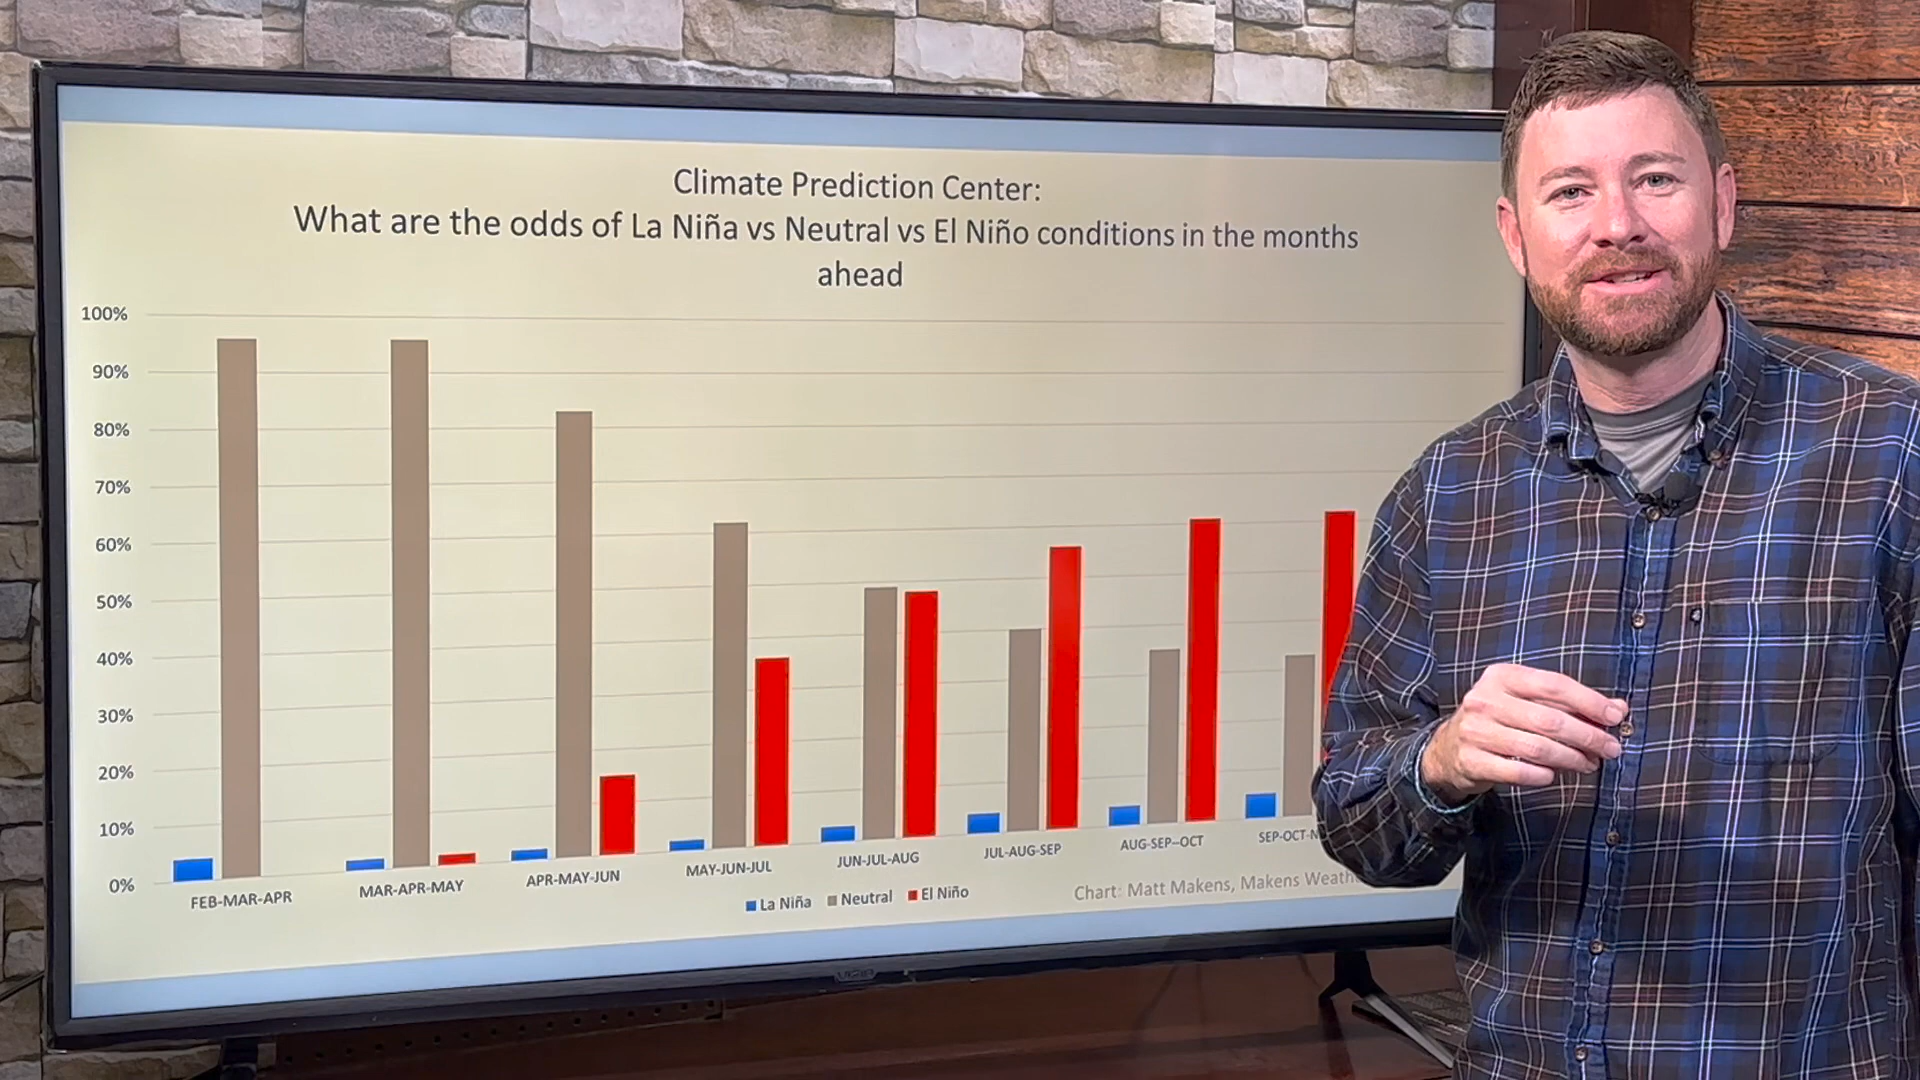 Climate Prediction Center:
What are the odds of La Niña vs Neutral vs El Niño conditions in the months
ahead
100%
90%
80%
70%
60%
50%
40%
30%
20%
10%
0%
FEB-MAR-APR
MAR-APR-MAY
APR-MAY-JUN
MAY-JUN-JUL
JUN-JUL-AUG
JUL-AUG-SEP
AUG-SEP–OCT
SEP-OCT-N
La Niña
Neutral
El Niño
Chart: Matt Makens, Makens Weath